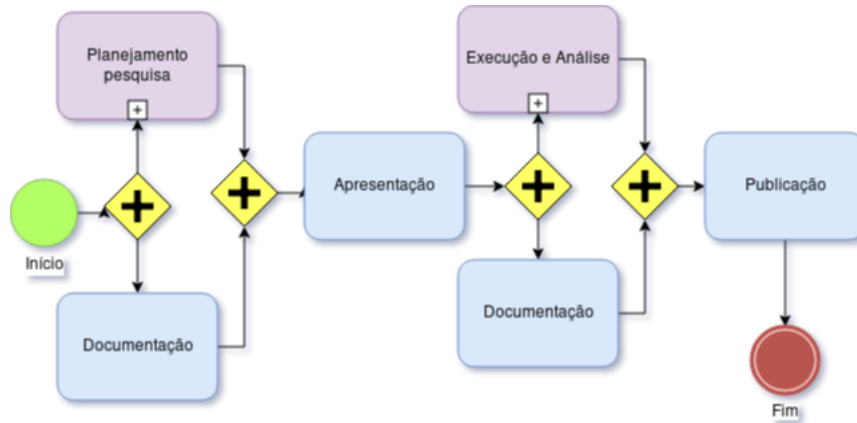 Planejamento
pesquisa
Início
Documentação
Apresentação
Execução e Análise
Documentação
Publicação
Fim